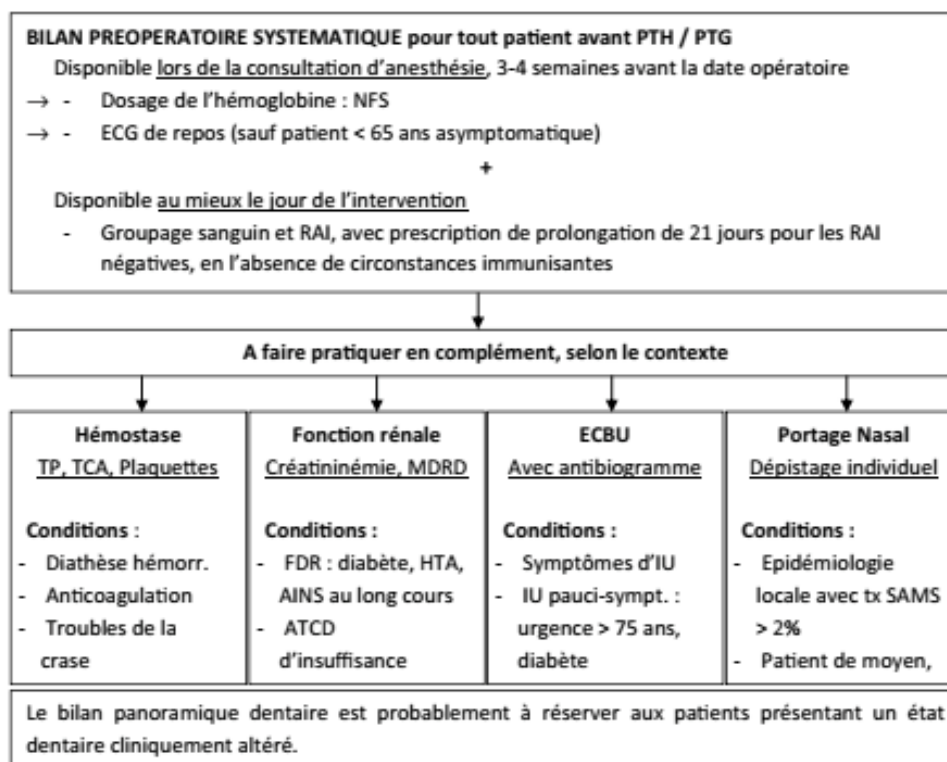 BILAN PREOPERATOIRE SYSTEMATIQUE pour tout patient avant PTH / PTG
Disponible lors de la consultation d'anesthésie, 3-4 semaines avant la date opératoire
→ - Dosage de l'hémoglobine : NFS
→ - ECG de repos (sauf patient < 65 ans asymptomatique)
+
Disponible au mieux le jour de l'intervention
- Groupage sanguin et RAI, avec prescription de prolongation de 21 jours pour les RAI
négatives, en l'absence de circonstances immunisantes
A faire pratiquer en complément, selon le contexte
Hémostase
TP, TCA, Plaquettes
Conditions :
- Diathèse hémorr.
- Anticoagulation
- Troubles de la
crase
Fonction rénale
Créatininémie, MDRD
Conditions :
- FDR : diabète, HTA,
AINS au long cours
- ATCD
d'insuffisance
ECBU
Avec antibiogramme
Conditions :
- Symptômes d'IU
- IU pauci-sympt. :
urgence > 75 ans,
diabète
Portage Nasal
Dépistage individuel
Conditions :
- Epidémiologie
locale avec tx SAMS
> 2%
- Patient de moyen,
Le bilan panoramique dentaire est probablement à réserver aux patients présentant un état
dentaire cliniquement altéré.